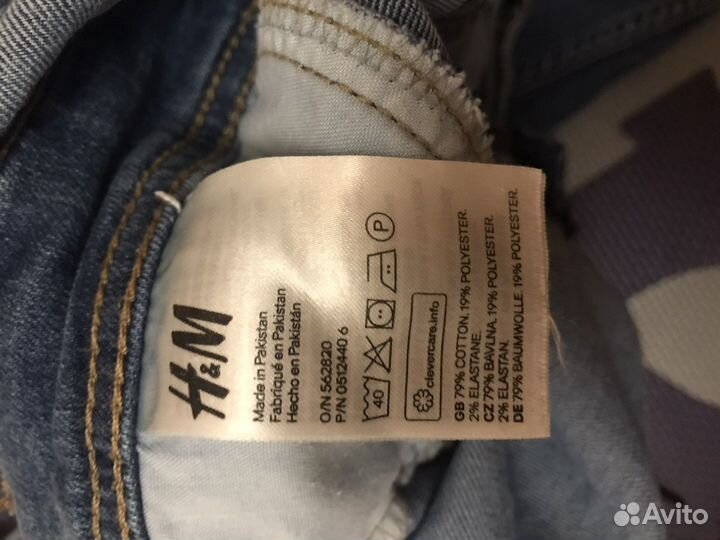 H&M
Made in Pakistan
Fabriqué en Pakistan
Hecho en Pakistán
O/N 562820
P/N 0512440 6
40 P
clevercare.info
GB 79% COTTON. 19% POLYESTER.
2% ELASTANE.
CZ 79% BAVLNA. 19% POLYESTER.
2% ELASTAN.
DE 79% BAUMWOLLE. 19% POLYESTER.
Avito